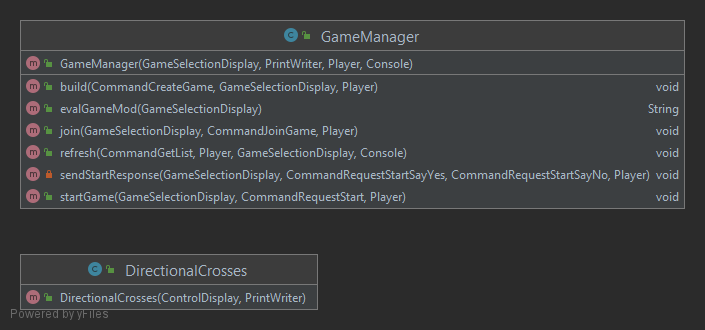 GameManager
GameManager(GameSelectionDisplay, PrintWriter, Player, Console)
build(CommandCreateGame, GameSelectionDisplay, Player) void
evalGameMod(GameSelectionDisplay) String
join(GameSelectionDisplay, CommandJoinGame, Player) void
refresh(CommandGetList, Player, GameSelectionDisplay, Console) void
sendStartResponse(GameSelectionDisplay, CommandRequestStartSayYes, CommandRequestStartSayNo, Player) void
startGame(GameSelectionDisplay, CommandRequestStart, Player) void
DirectionalCrosses
DirectionalCrosses(ControlDisplay, PrintWriter)
Powered by yFiles